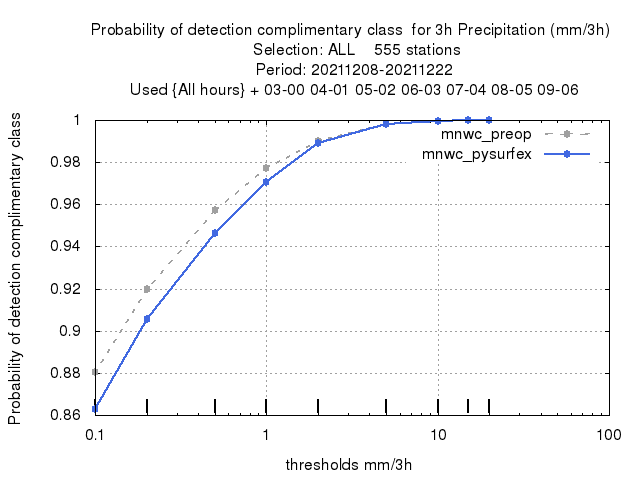 Probability of detection complimentary class  for 3h Precipitation (mm/3h)
Selection: ALL    555 stations
Period: 20211208-20211222
Used {All hours} + 03-00 04-01 05-02 06-03 07-04 08-05 09-06
Probability of detection complimentary class
1
0.98
0.96
0.94
0.92
0.9
0.88
0.86
mnwc_preop
mnwc_pysurfex
0.1 1 10 100
thresholds mm/3h